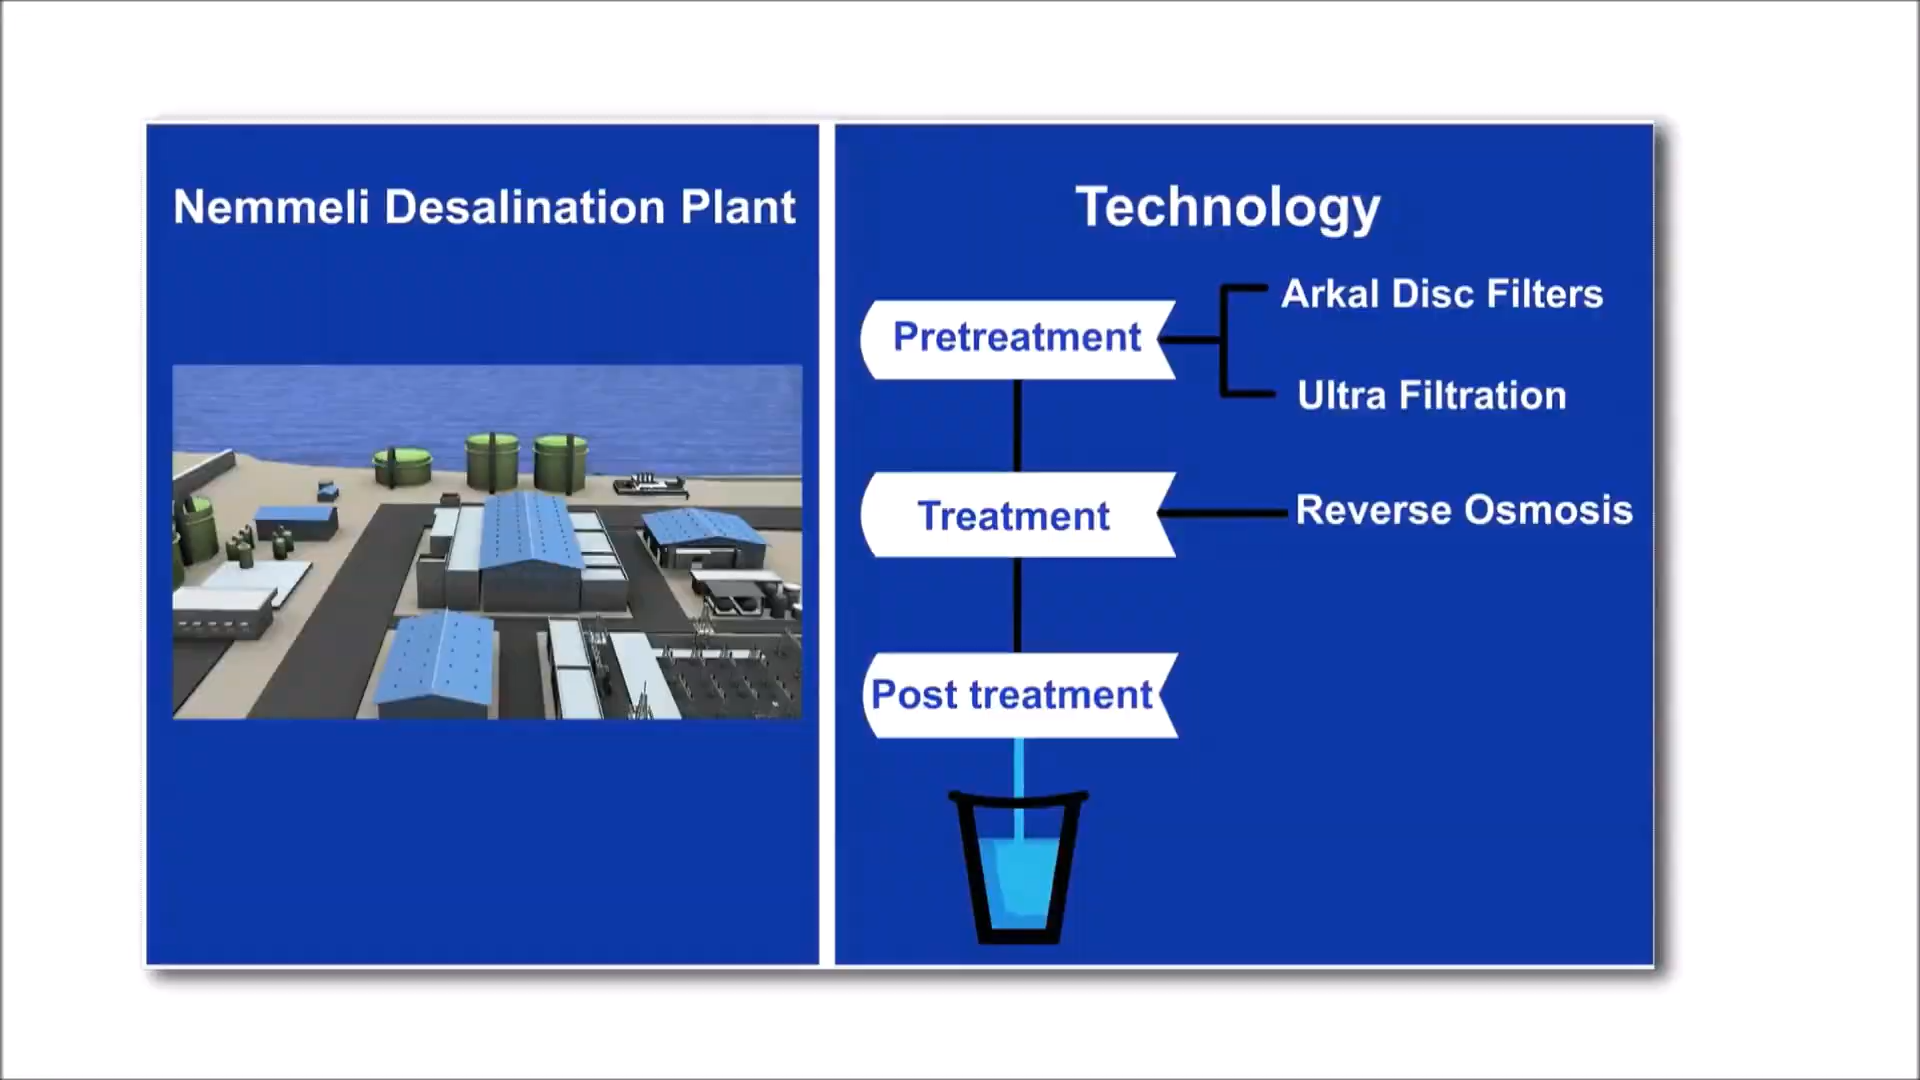 Nemmeli Desalination Plant
Technology
Pretreatment
Arkal Disc Filters
Ultra Filtration
Treatment
Reverse Osmosis
Post treatment